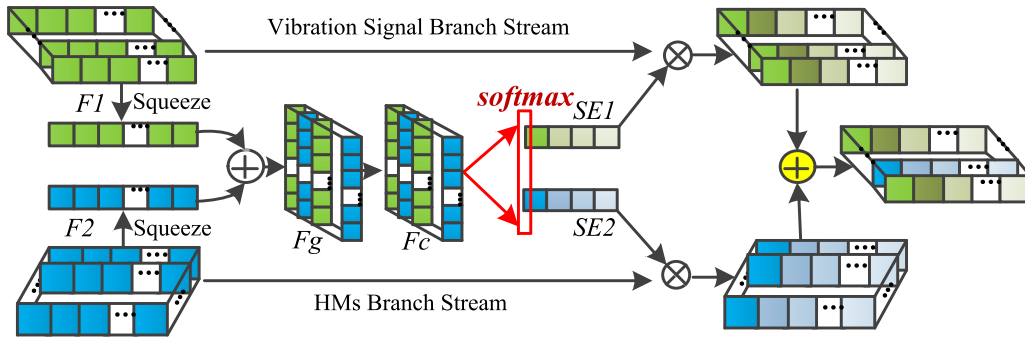 Vibration Signal Branch Stream
F1
Squeeze
softmax
SE1
F2
Squeeze
Fg
Fc
SE2
HMs Branch Stream